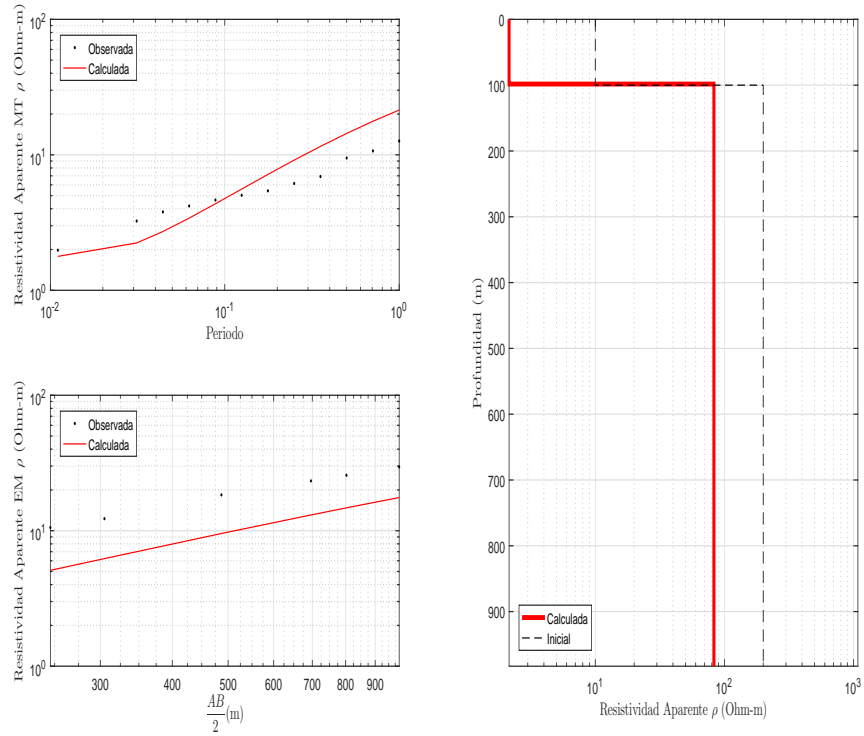 Resistividad Aparente MT ρ (Ohm-m)
10^2
10^1
10^0
Observada
Calculada
10^-2
10^-1
10^0
Periodo
Resistividad Aparente EM ρ (Ohm-m)
10^2
10^1
10^0
Observada
Calculada
300
400
500
600
700
800
900
AB/2 (m)
Profundidad (m)
0
100
200
300
400
500
600
700
800
900
Calculada
Inicial
10^1
10^2
10^3
Resistividad Aparente ρ (Ohm-m)